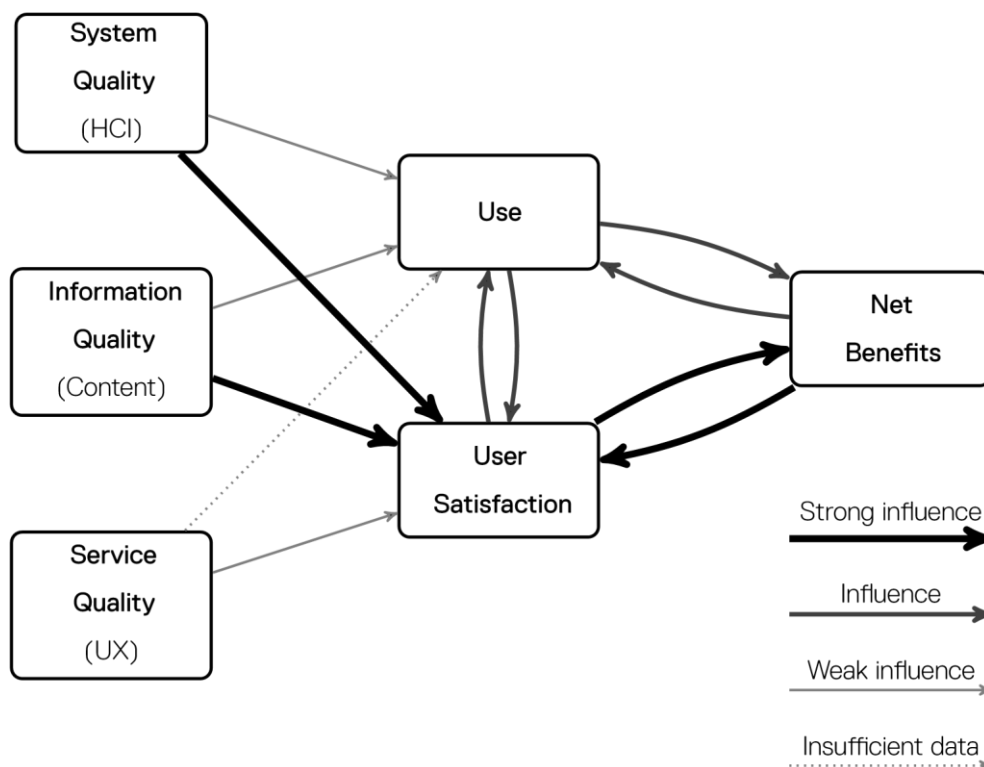 System
Quality
(HCI)
Use
Information
Quality
(Content)
Net
Benefits
User
Satisfaction
Service
Quality
(UX)
Strong influence
Influence
Weak influence
Insufficient data